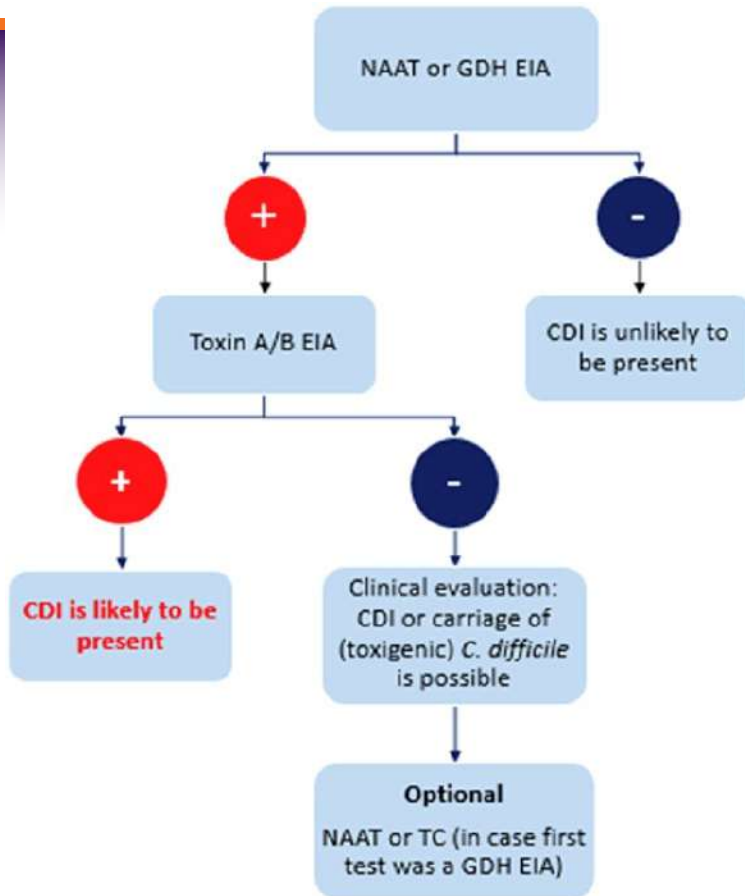 NAAT or GDH EIA
+
-
Toxin A/B EIA
CDI is unlikely to
be present
+
-
CDI is likely to be
present
Clinical evaluation:
CDI or carriage of
(toxigenic) C. difficile
is possible
Optional
NAAT or TC (in case first
test was a GDH EIA)